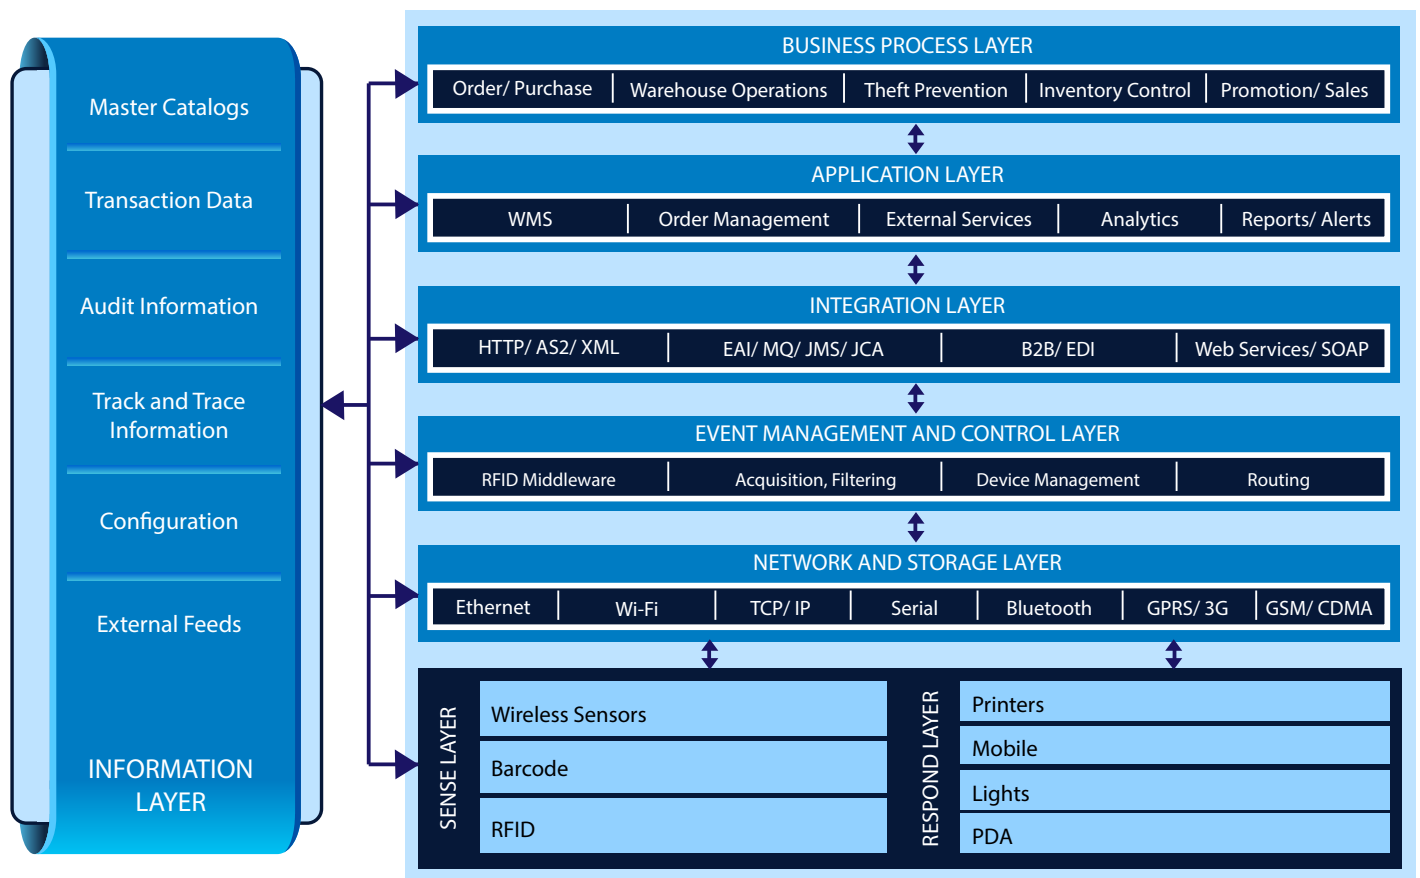 Master Catalogs
Transaction Data
Audit Information
Track and Trace
Information
Configuration
External Feeds
INFORMATION
LAYER
BUSINESS PROCESS LAYER
Order/ Purchase
Warehouse Operations
Theft Prevention
Inventory Control
Promotion/ Sales
APPLICATION LAYER
WMS
Order Management
External Services
Analytics
Reports/ Alerts
INTEGRATION LAYER
HTTP/ AS2/ XML
EAI/ MQ/ JMS/ JCA
B2B/ EDI
Web Services/ SOAP
EVENT MANAGEMENT AND CONTROL LAYER
RFID Middleware
Acquisition, Filtering
Device Management
Routing
NETWORK AND STORAGE LAYER
Ethernet
Wi-Fi
TCP/ IP
Serial
Bluetooth
GPRS/ 3G
GSM/ CDMA
SENSE LAYER
Wireless Sensors
Barcode
RFID
RESPOND LAYER
Printers
Mobile
Lights
PDA